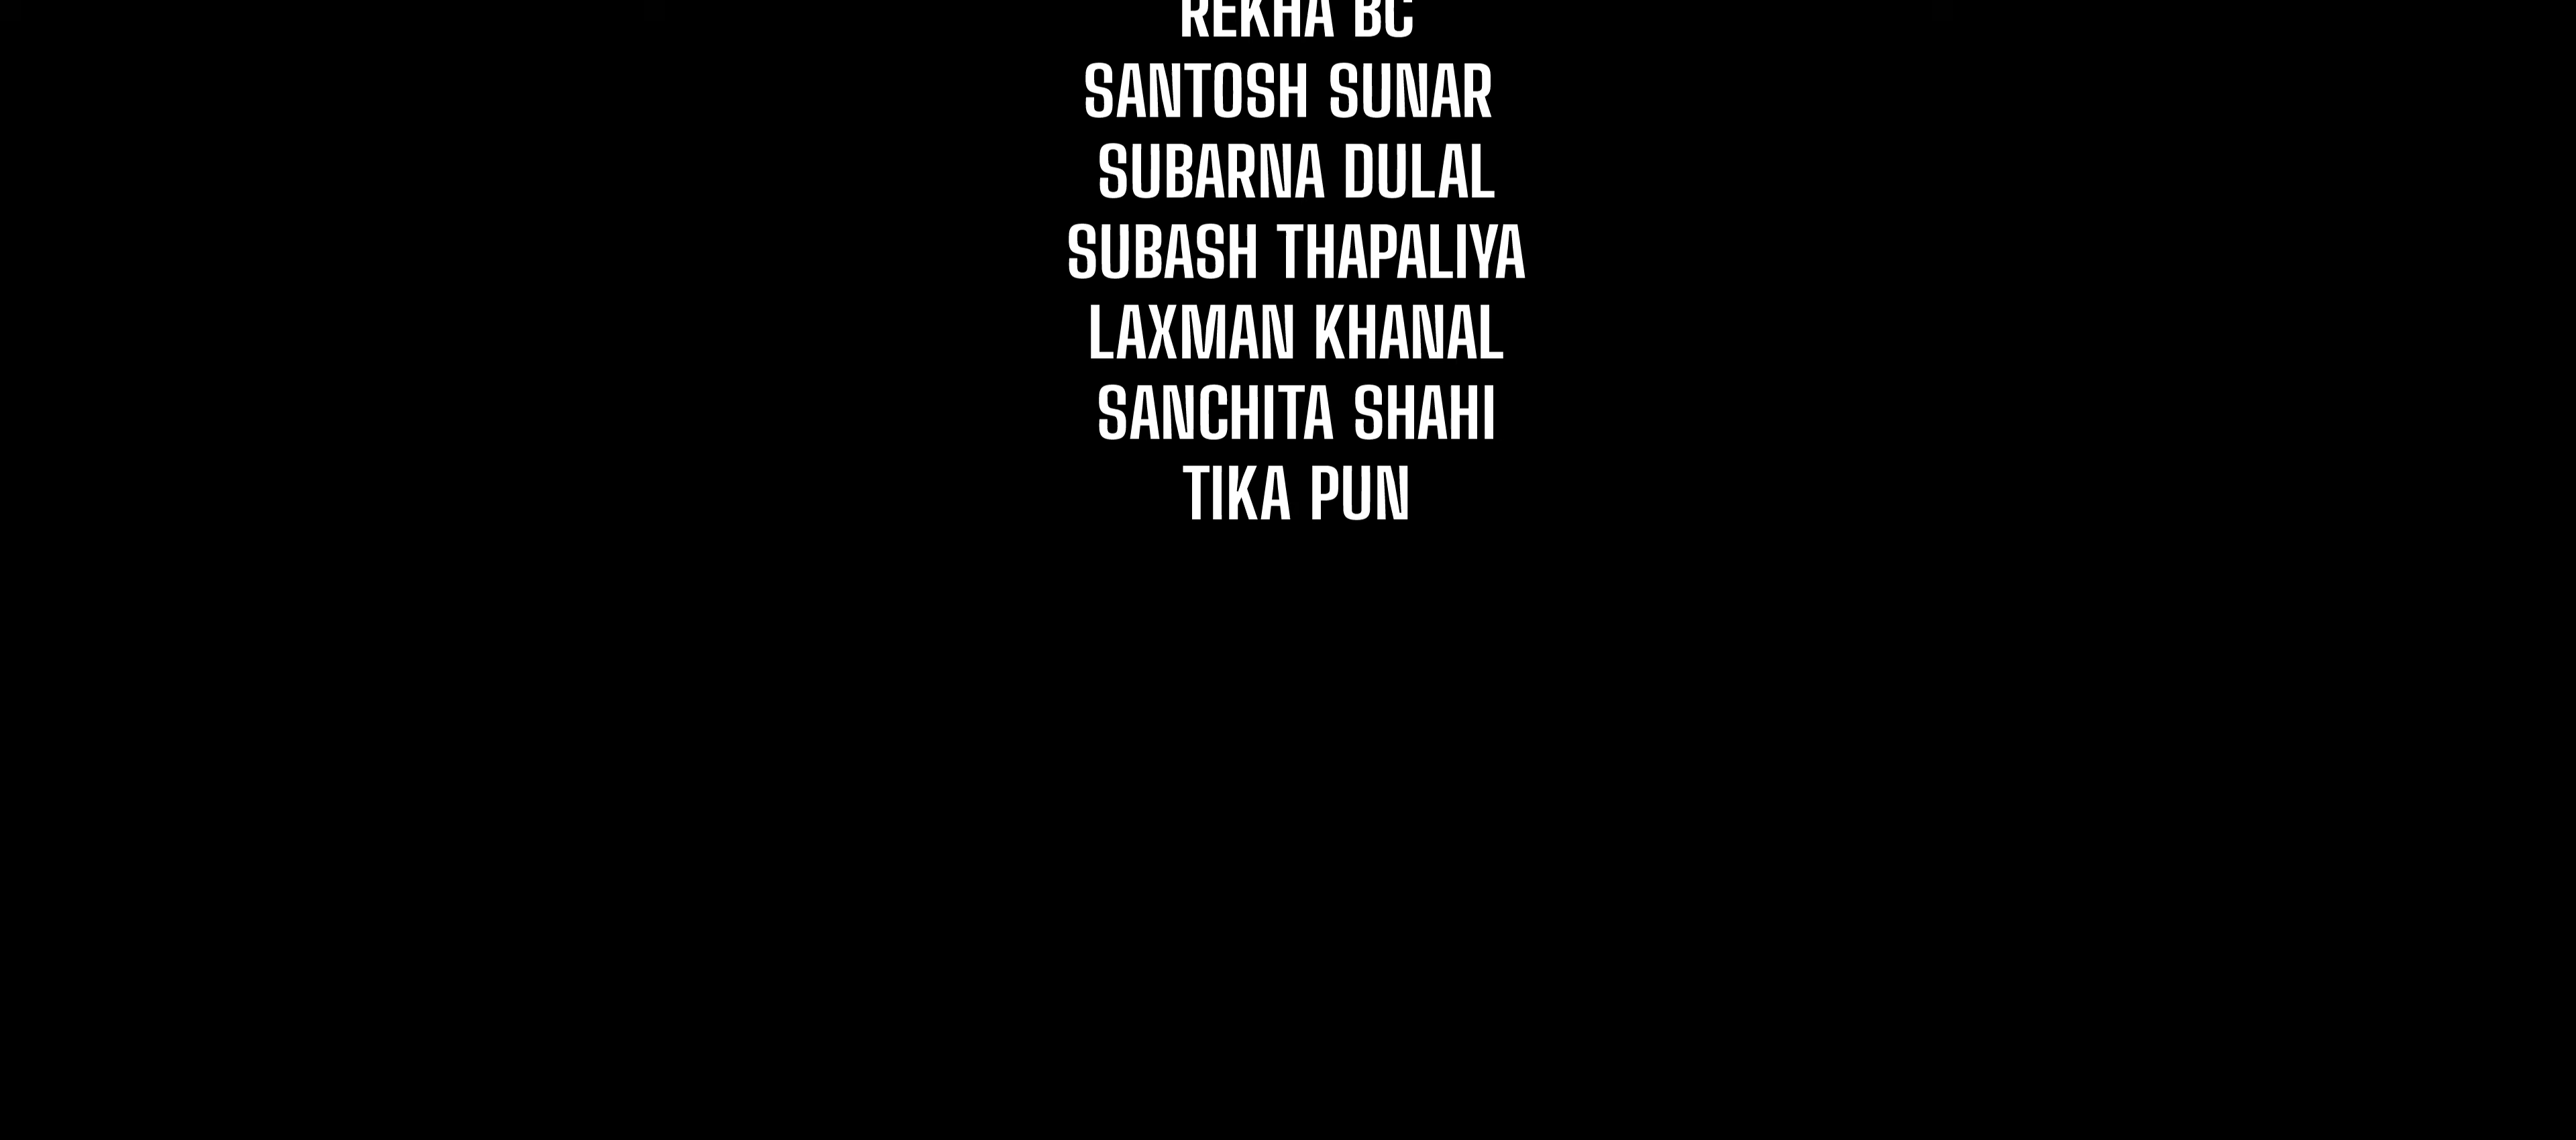 REKHA BC
SANTOSH SUNAR
SUBARNA DULAL
SUBASH THAPALIYA
LAXMAN KHANAL
SANCHITA SHAHI
TIKA PUN